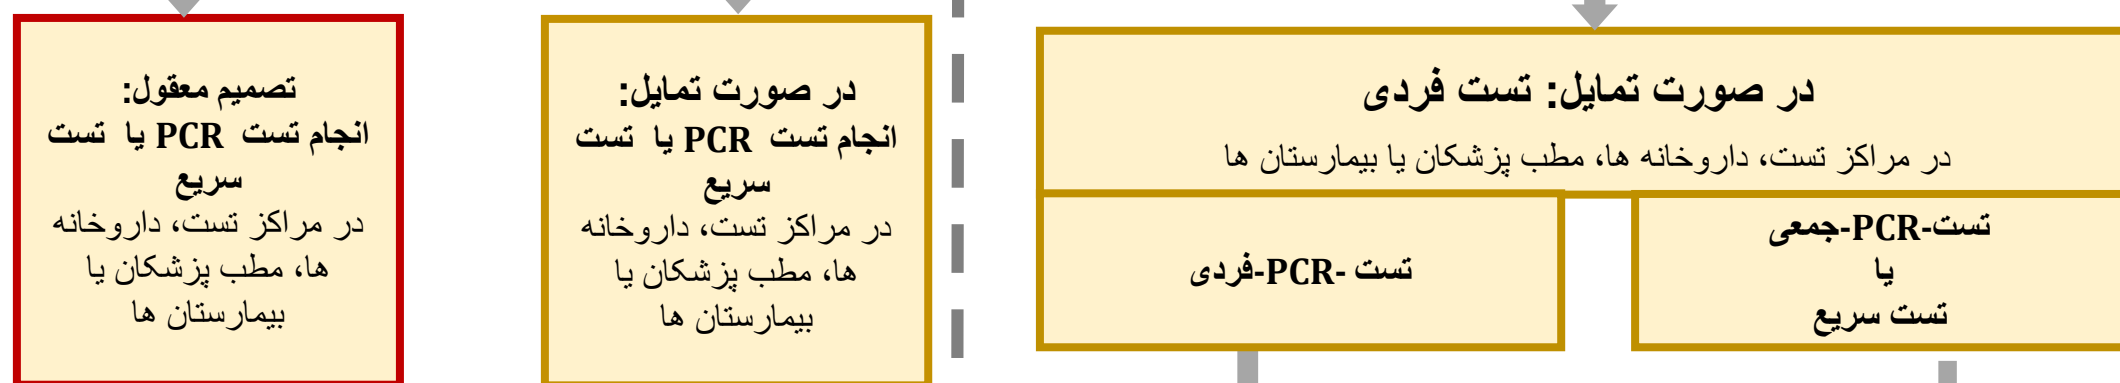 در صورت تمایل: تست فردی
در مراکز تست، داروخانه ها، مطب پزشکان یا بیمارستان ها
تست-PCR-جمعی
یا
تست سریع
تست -PCR-فردی
در صورت تمایل:
انجام تست PCR یا تست
سریع
در مراکز تست، داروخانه
ها، مطب پزشکان یا
بیمارستان ها
تصمیم معقول:
انجام تست PCR یا تست
سریع
در مراکز تست، داروخانه
ها، مطب پزشکان یا
بیمارستان ها